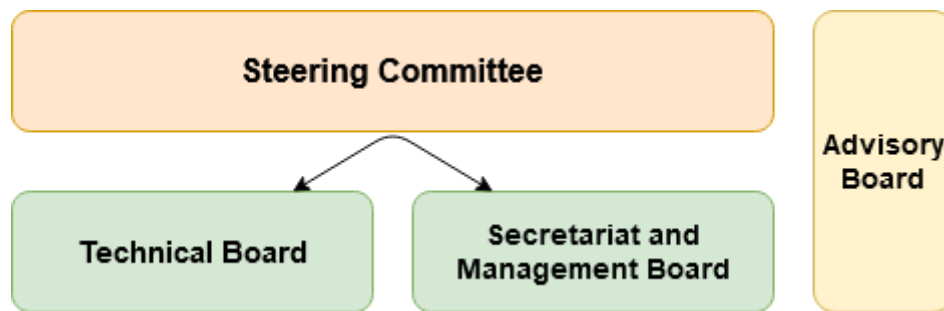 Steering Committee
Advisory
Board
Technical Board
Secretariat and
Management Board